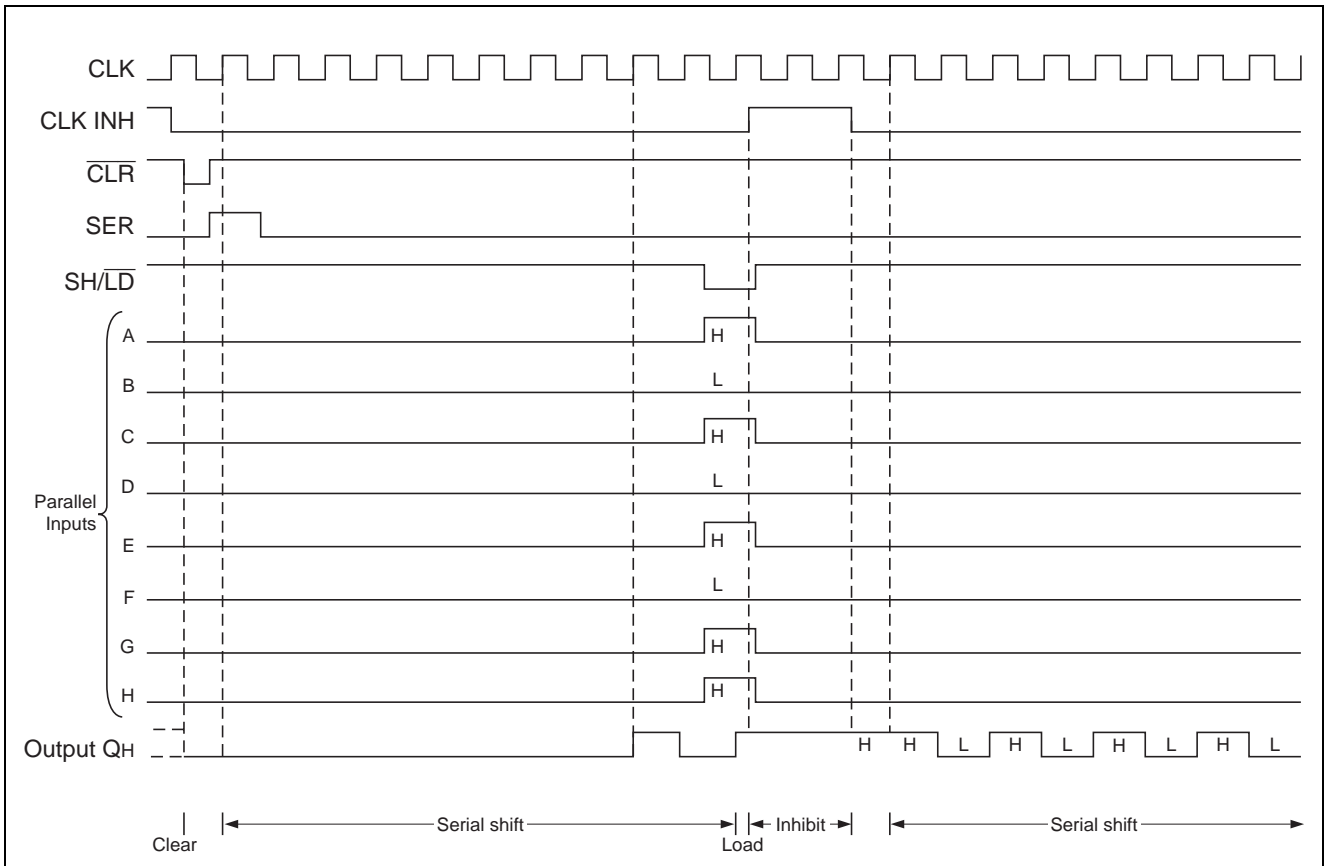 CLK
CLK INH
CLR
SER
SH/LD
A H
B L
C H
D L
Parallel
Inputs
E H
F L
G H
H H
Output QH H H L H L H L H L
Serial shift Inhibit Serial shift
Clear Load